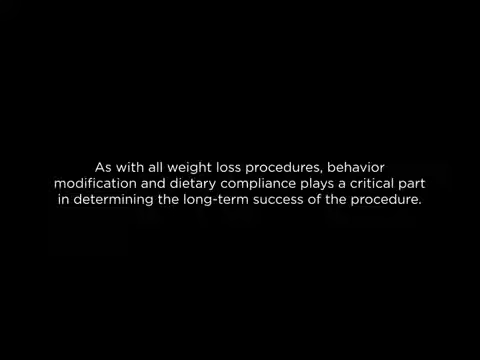 As with all weight loss procedures, behavior
modification and dietary compliance plays a critical part
in determining the long-term success of the procedure.